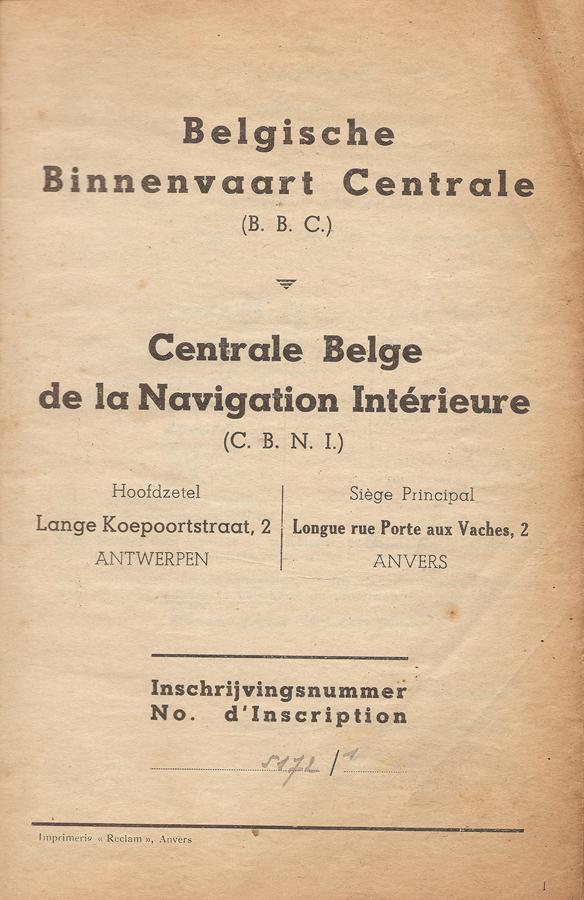 Belgische
Binnenvaart Centrale
(B. B. C.)
Centrale Belge
de la Navigation Intérieure
(C. B. N. I.)
Hoofdzetel
Lange Koepoortstraat, 2
ANTWERPEN
Siège Principal
Longue rue Porte aux Vaches, 2
ANVERS
Inschrijvingsnummer
No. d'Inscription
5172/1
Imprimerie « Reclam », Anvers
1